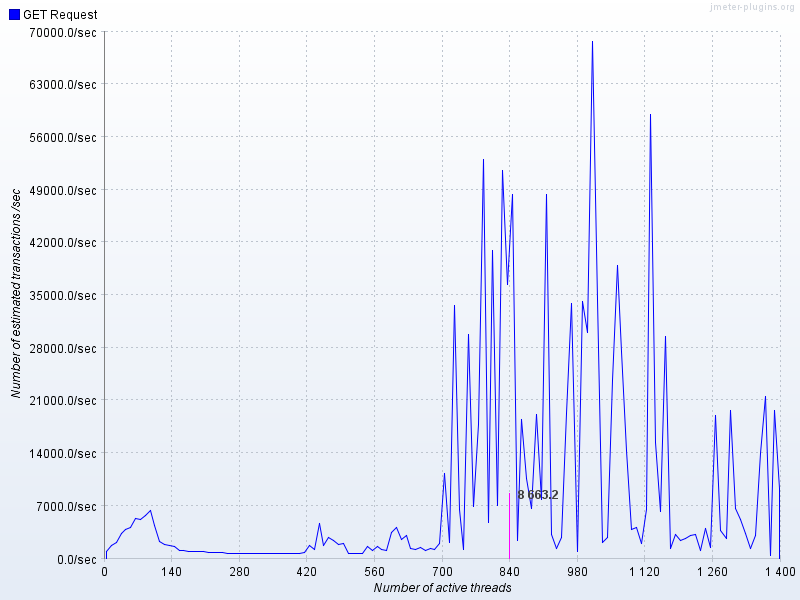 jmeter-plugins.org
GET Request
70000.0/sec
63000.0/sec
56000.0/sec
49000.0/sec
42000.0/sec
35000.0/sec
28000.0/sec
21000.0/sec
14000.0/sec
7000.0/sec
0.0/sec
Number of estimated transactions /sec
8 663.2
0 140 280 420 560 700 840 980 1 120 1 260 1 400
Number of active threads